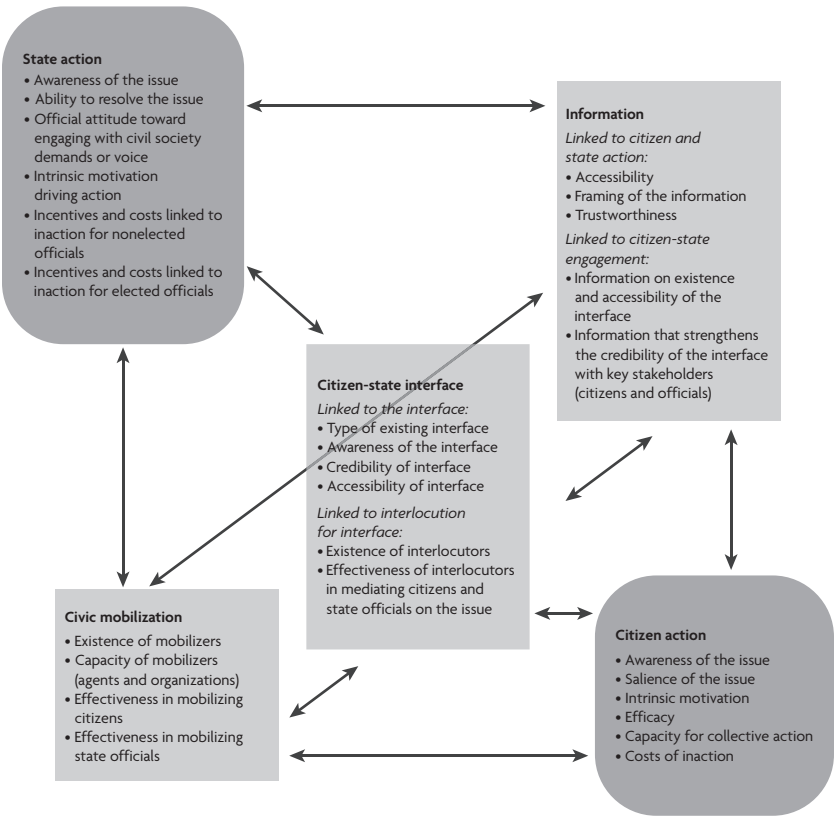 State action
• Awareness of the issue
• Ability to resolve the issue
• Official attitude toward
engaging with civil society
demands or voice
• Intrinsic motivation
driving action
• Incentives and costs linked to
inaction for nonelected
officials
• Incentives and costs linked to
inaction for elected officials
Information
Linked to citizen and
state action:
• Accessibility
• Framing of the information
• Trustworthiness
Linked to citizen-state
engagement:
• Information on existence
and accessibility of the
interface
• Information that strengthens
the credibility of the interface
with key stakeholders
(citizens and officials)
Citizen-state interface
Linked to the interface:
• Type of existing interface
• Awareness of the interface
• Credibility of interface
• Accessibility of interface
Linked to interlocution
for interface:
• Existence of interlocutors
• Effectiveness of interlocutors
in mediating citizens and
state officials on the issue
Civic mobilization
• Existence of mobilizers
• Capacity of mobilizers
(agents and organizations)
• Effectiveness in mobilizing
citizens
• Effectiveness in mobilizing
state officials
Citizen action
• Awareness of the issue
• Salience of the issue
• Intrinsic motivation
• Efficacy
• Capacity for collective action
• Costs of inaction